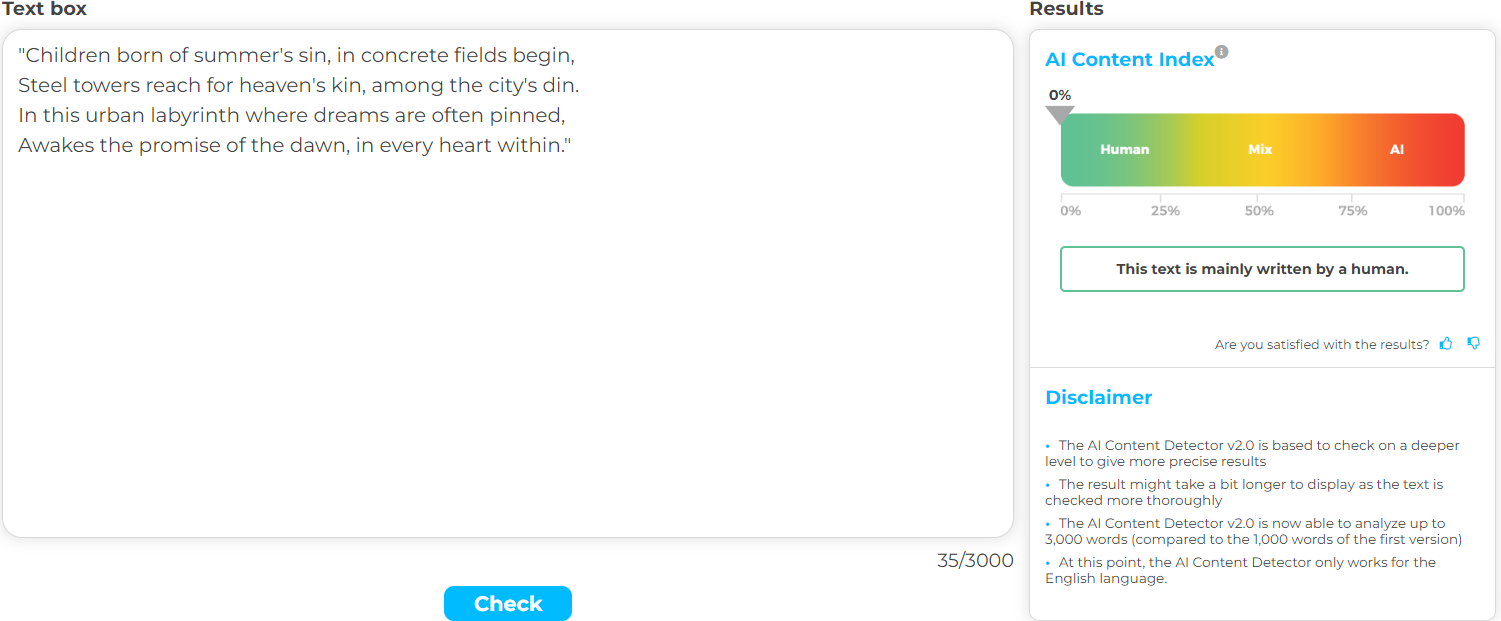 Text box
"Children born of summer's sin, in concrete fields begin,
Steel towers reach for heaven's kin, among the city's din.
In this urban labyrinth where dreams are often pinned,
Awakes the promise of the dawn, in every heart within."
35/3000
Check
Results
AI Content Index i
0%
Human Mix AI
0% 25% 50% 75% 100%
This text is mainly written by a human.
Are you satisfied with the results?
Disclaimer
• The AI Content Detector v2.0 is based to check on a deeper
level to give more precise results
• The result might take a bit longer to display as the text is
checked more thoroughly
• The AI Content Detector v2.0 is now able to analyze up to
3,000 words (compared to the 1,000 words of the first version)
• At this point, the AI Content Detector only works for the
English language.